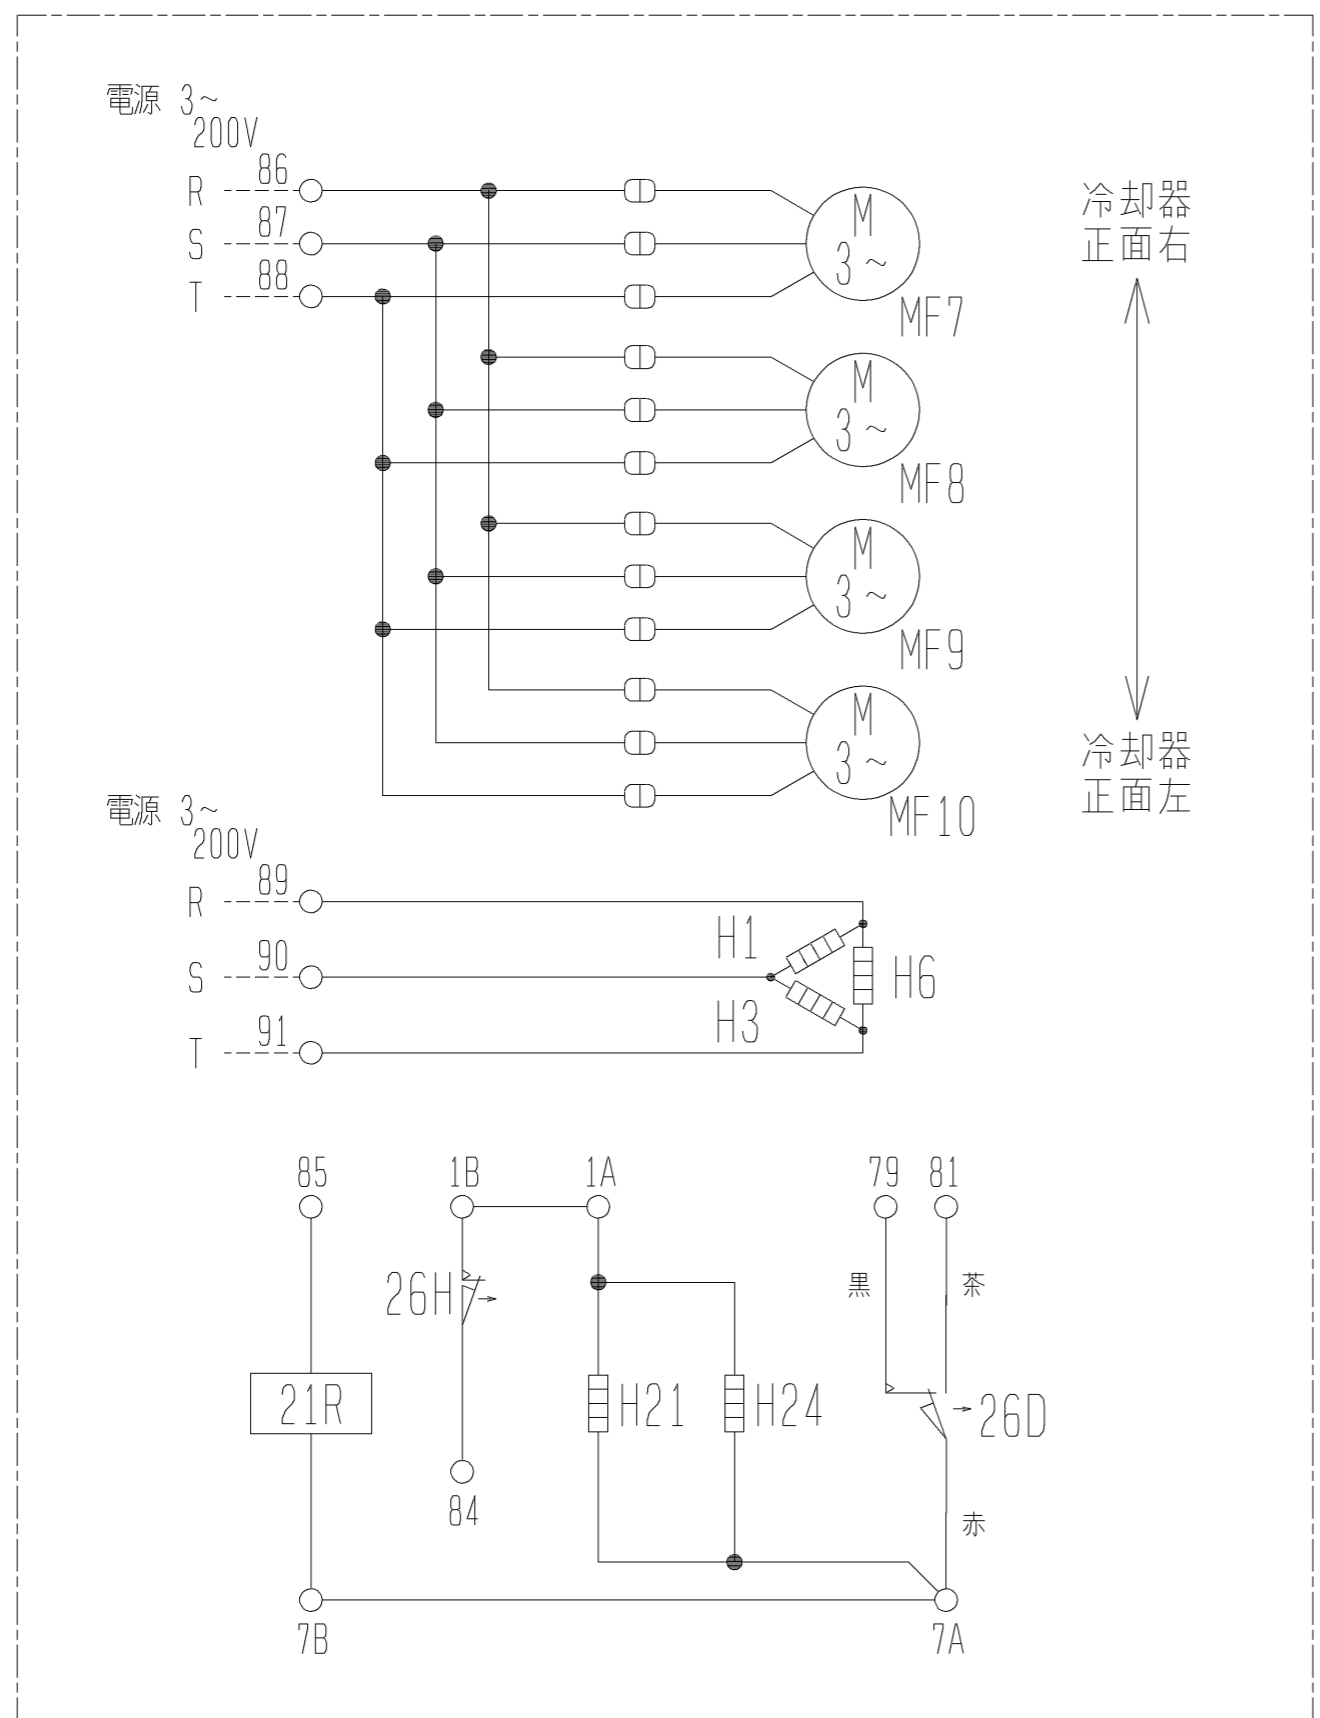 電源 3~
200V
R 86
S 87
T 88
M
3~
MF7
M
3~
MF8
M
3~
MF9
M
3~
MF10
冷却器
正面右
冷却器
正面左
電源 3~
200V
R 89
S 90
T 91
H1
H3
H6
85
1B
1A
79
81
26H
黒
茶
21R
H21
H24
26D
84
赤
7B
7A